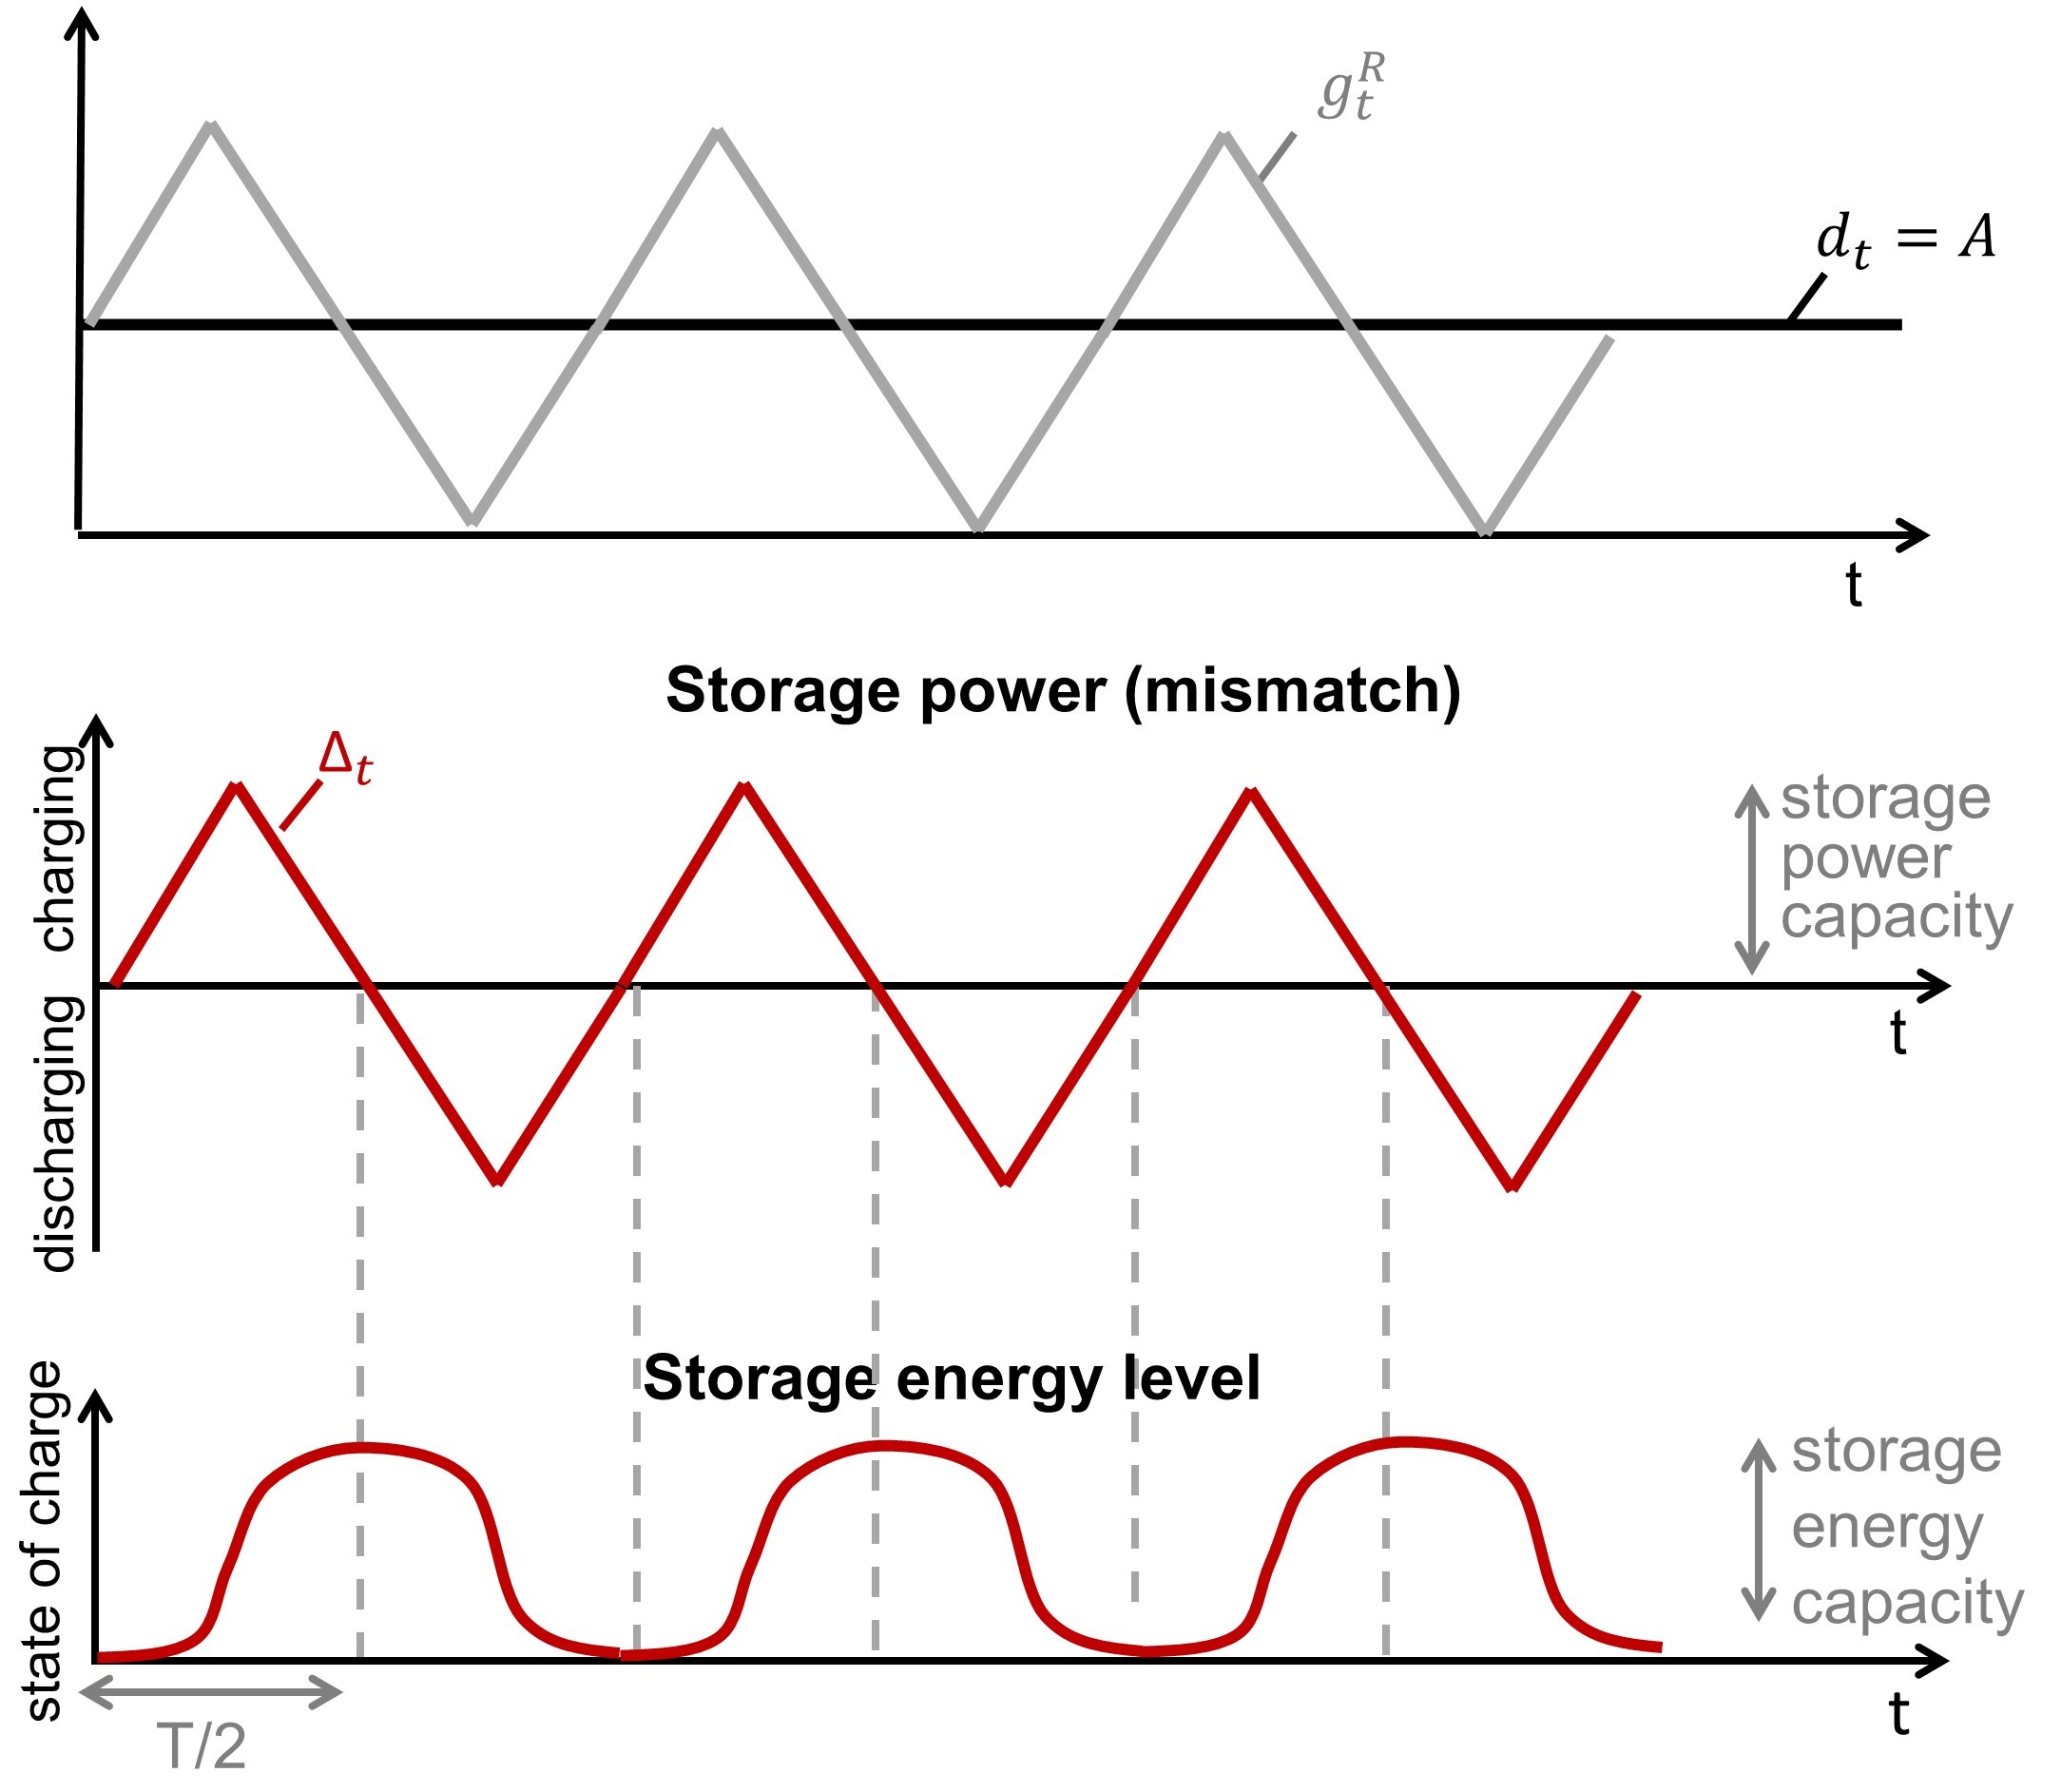 g_t^R
d_t = A
t
Storage power (mismatch)
Δ_t
charging
discharging
storage
power
capacity
t
Storage energy level
state of charge
storage
energy
capacity
t
T/2